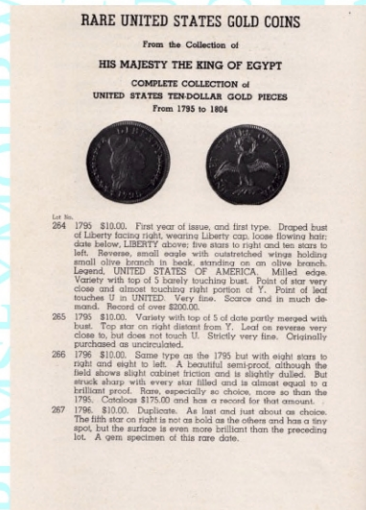 RARE UNITED STATES GOLD COINS
From the Collection of
HIS MAJESTY THE KING OF EGYPT
COMPLETE COLLECTION of
UNITED STATES TEN-DOLLAR GOLD PIECES
From 1795 to 1804
Lot No.
264 1795 $10.00. First year of issue, and first type. Draped bust
of Liberty facing right, wearing Liberty cap, loose flowing hair;
date below, LIBERTY above; five stars to right and ten stars to
left. Reverse, small eagle with outstretched wings holding
small olive branch in beak, standing on on olive branch.
Legend, UNITED STATES OF AMERICA. Milled edge.
Variety with top of 5 barely touching bust. Point of star very
close and almost touching right portion of Y. Point of leaf
touches U in UNITED. Very fine. Scarce and in much de-
mand. Record of over $200.00.
265 1795 $10.00. Variety with top of 5 of date partly merged with
bust. Top star on right distant from Y. Leaf on reverse very
close to, but does not touch U. Strictly very fine. Originally
purchased as uncirculated.
266 1796 $10.00. Same type as the 1795 but with eight stars to
right and eight to left. A beautiful semi-proof, although the
field shows slight cabinet friction and is slightly dulled. But
struck sharp with every star filled and is almost equal to a
brilliant proof. Rare, especially so choice, more so than the
1795. Catalogs $175.00 and has a record for that amount.
267 1796. $10.00. Duplicate. As last and just about as choice.
The fifth star on right is not as bold as the others and has a tiny
spot, but the surface is even more brilliant than the preceding
lot. A gem specimen of this rare date.